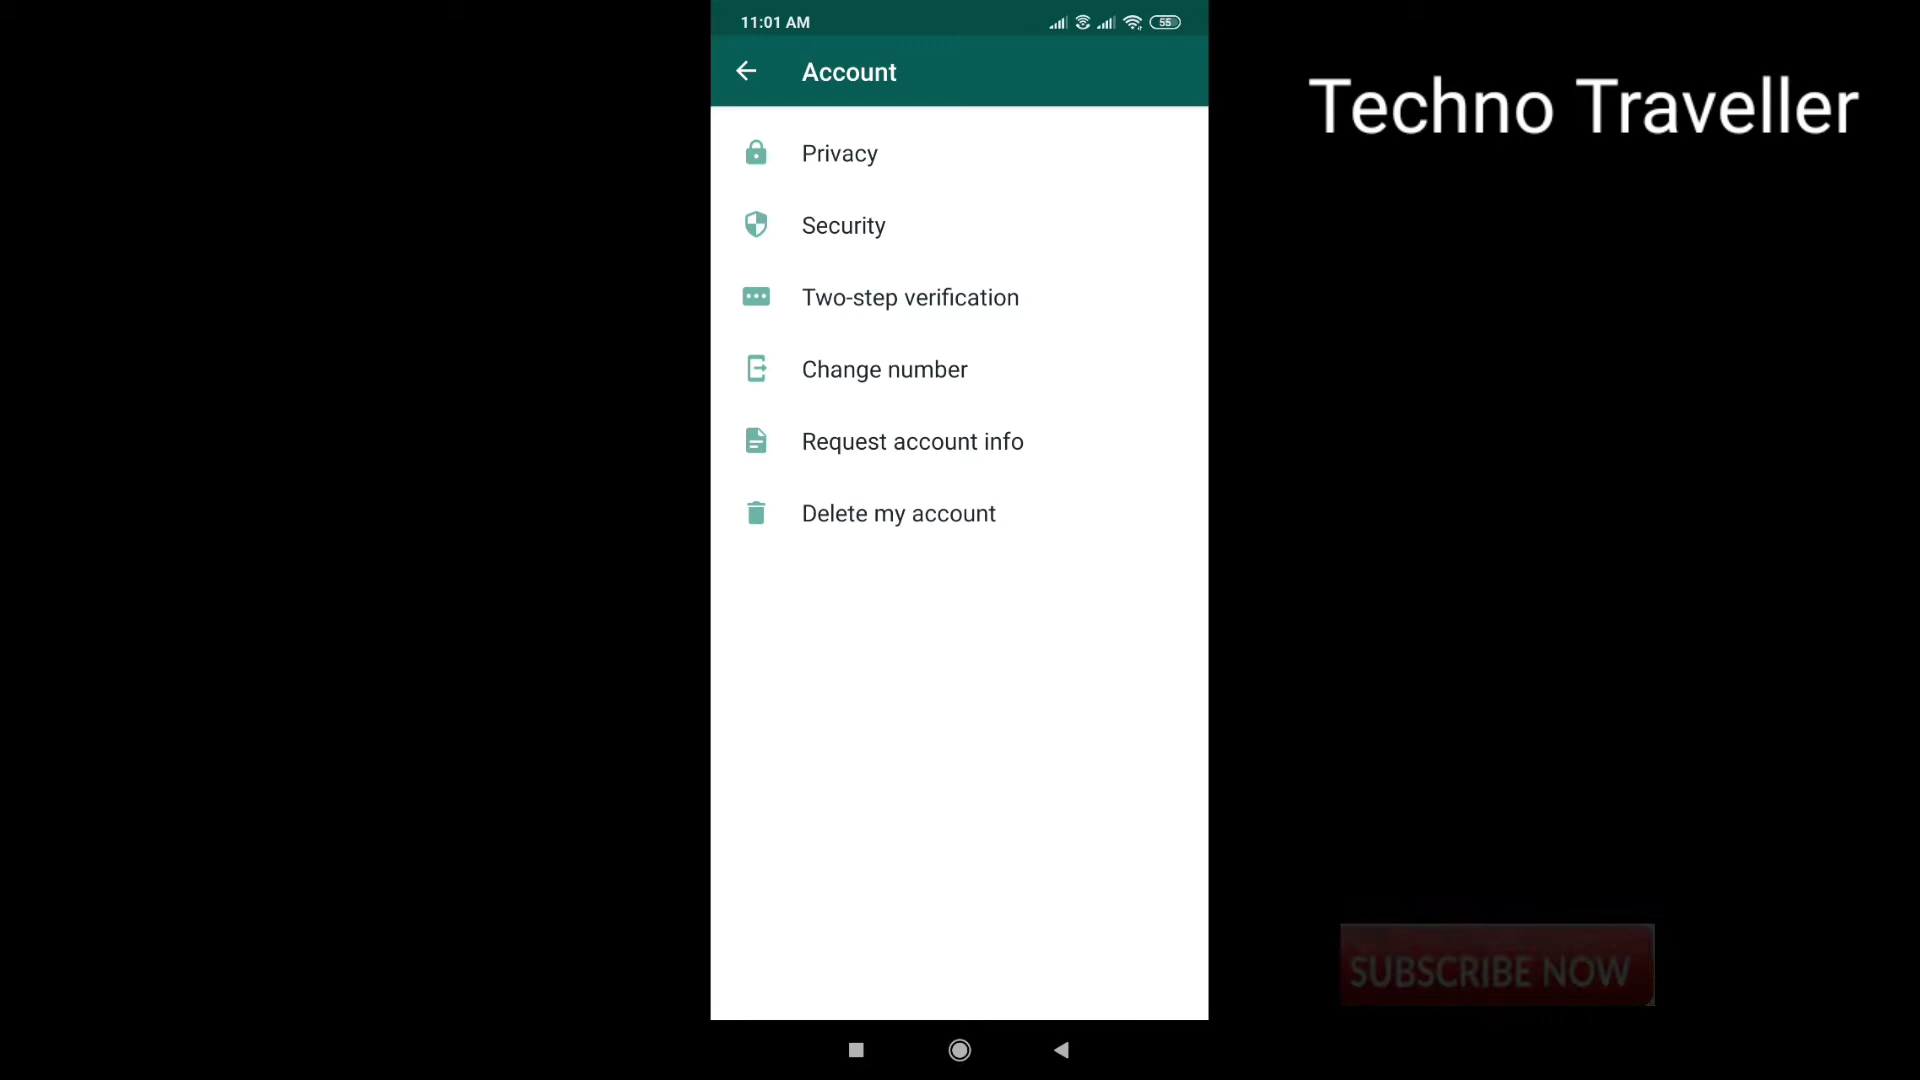 11:01 AM
55
Account
Techno Traveller
Privacy
Security
Two-step verification
Change number
Request account info
Delete my account
SUBSCRIBE NOW